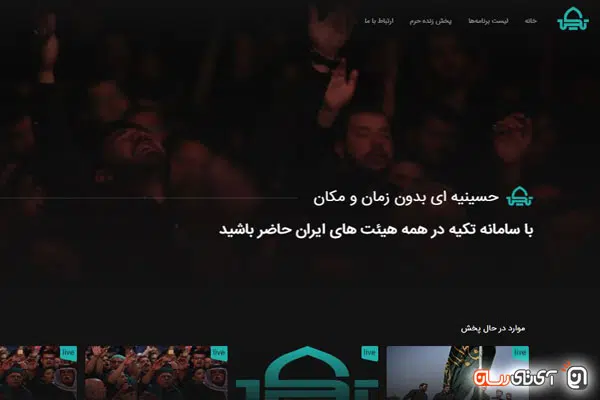 خانه
لیست برنامه‌ها
پخش زنده حرم
ارتباط با ما
حسینیه ای بدون زمان و مکان
با سامانه تکیه در همه هیئت های ایران حاضر باشید
موارد در حال پخش
live
live
live
live
آی‌تی‌رسان